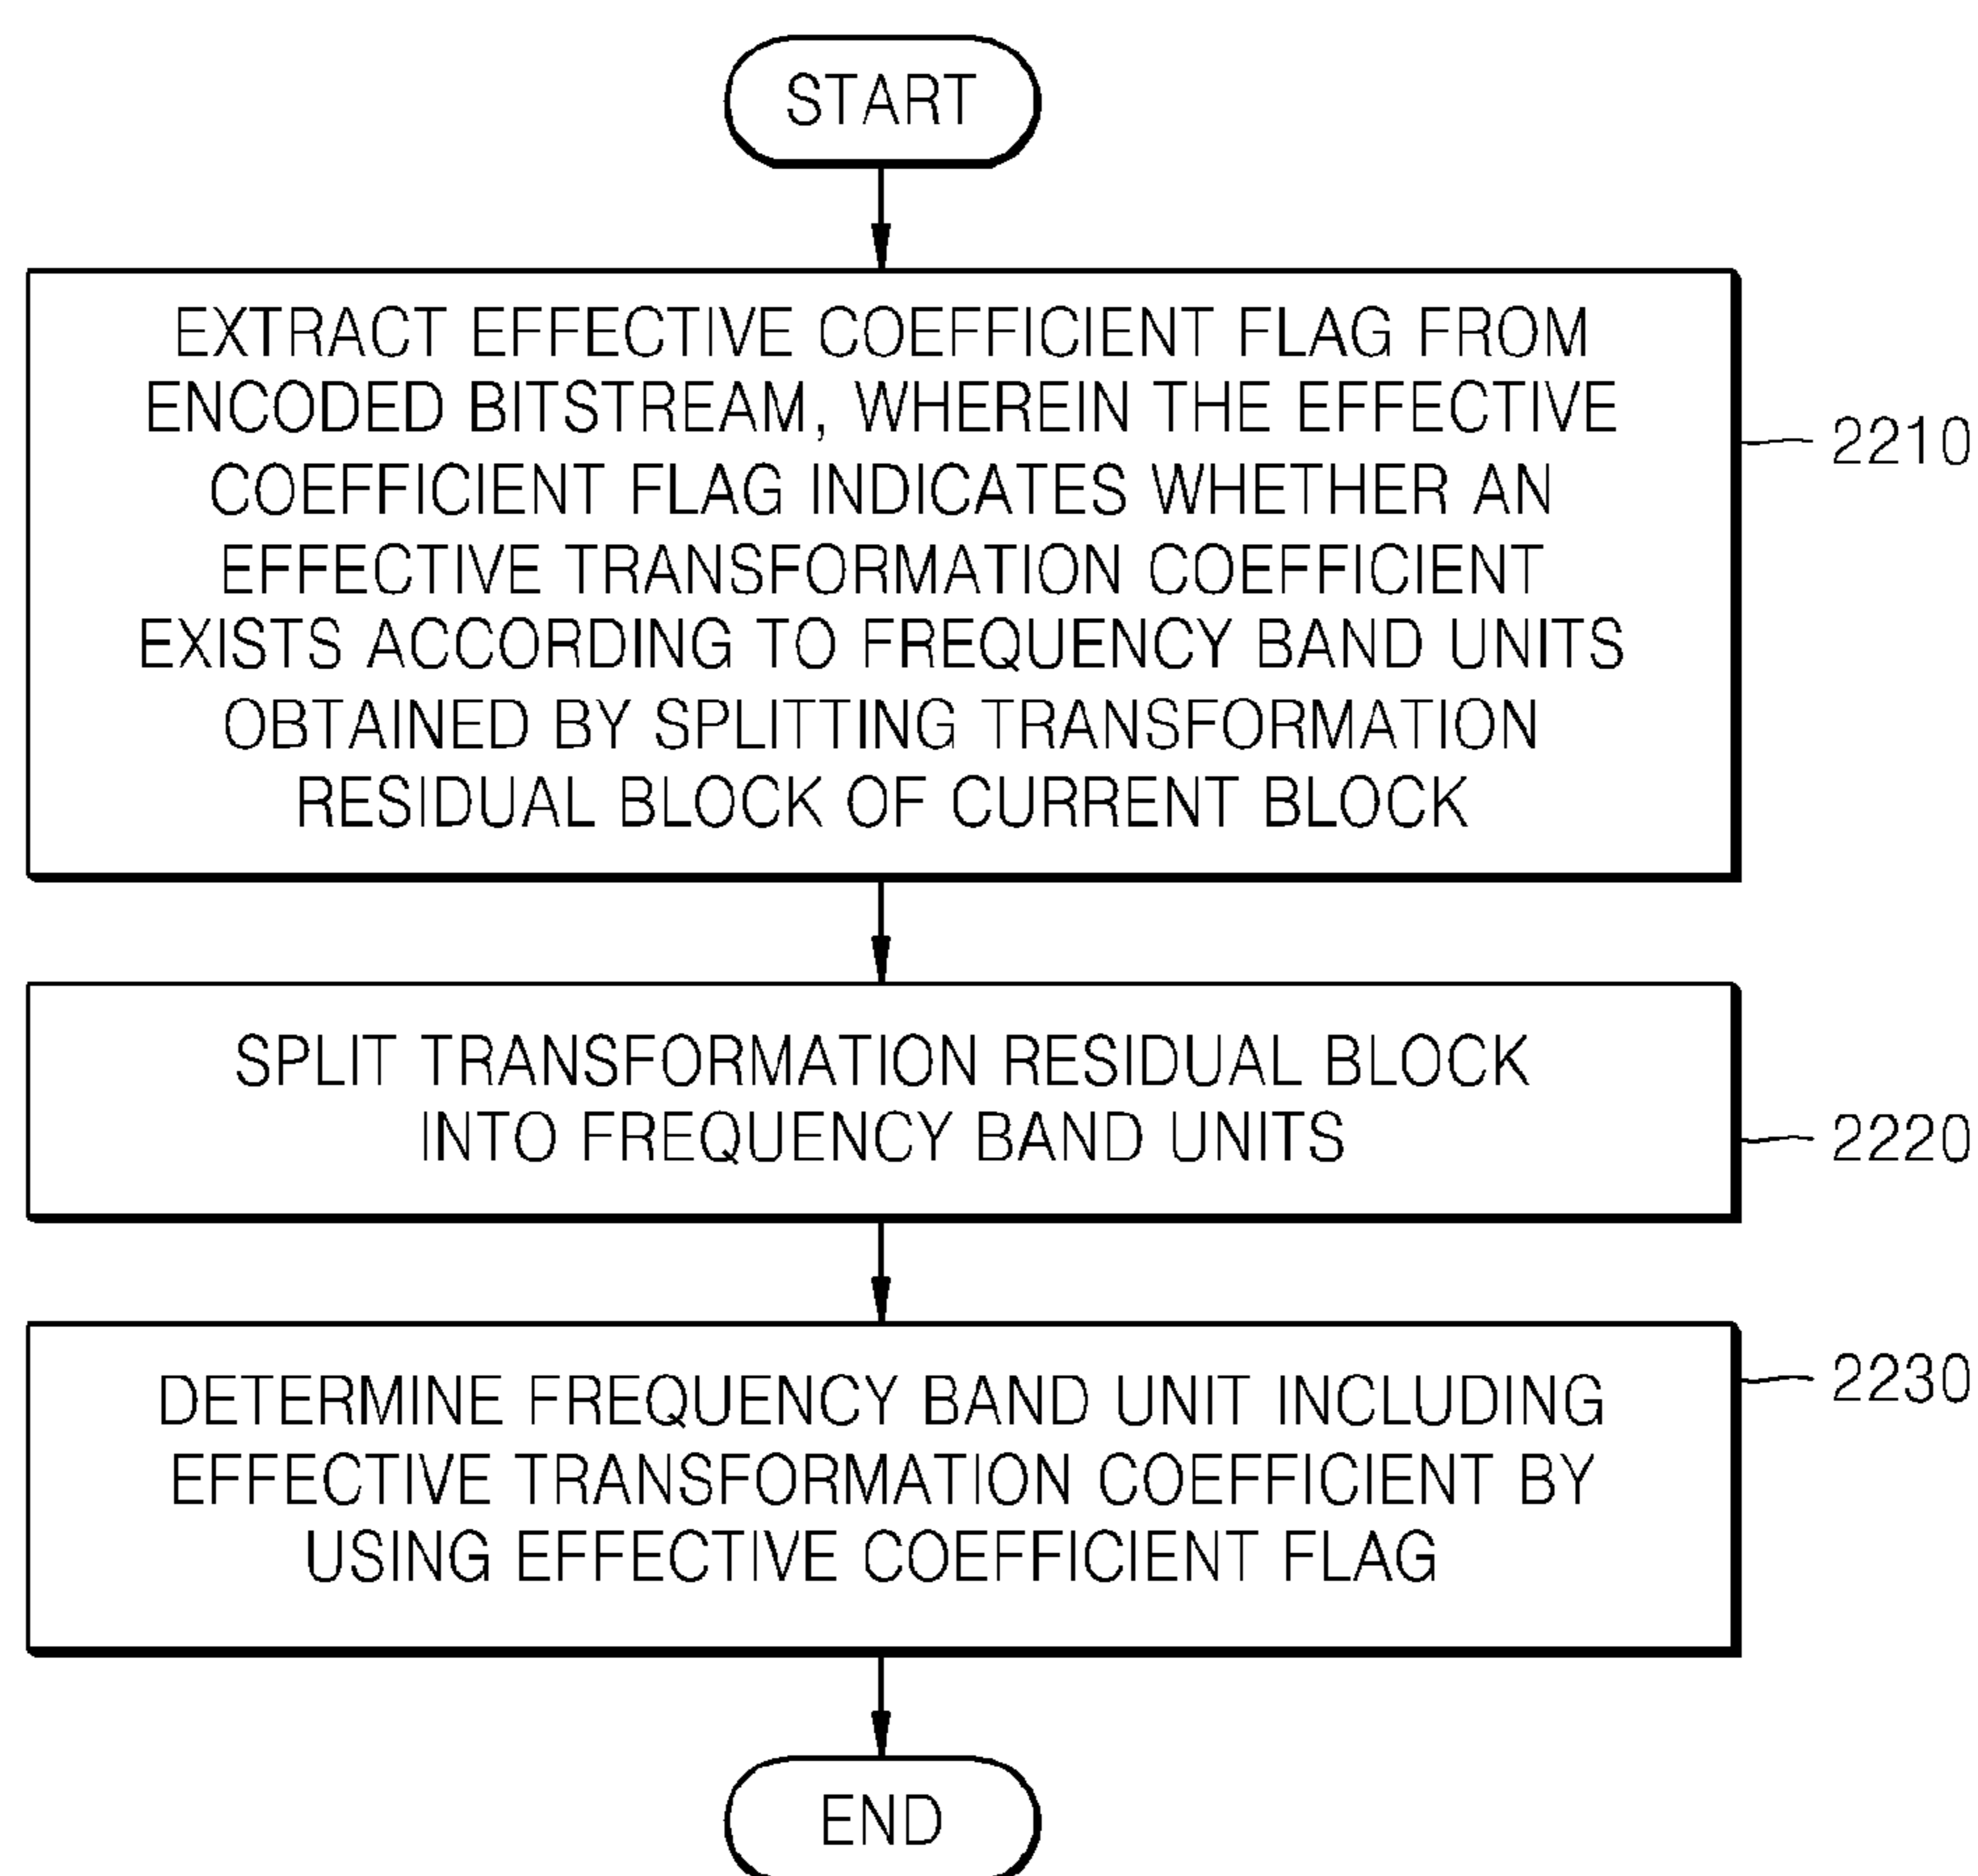 START
EXTRACT EFFECTIVE COEFFICIENT FLAG FROM
ENCODED BITSTREAM, WHEREIN THE EFFECTIVE
COEFFICIENT FLAG INDICATES WHETHER AN
EFFECTIVE TRANSFORMATION COEFFICIENT
EXISTS ACCORDING TO FREQUENCY BAND UNITS
OBTAINED BY SPLITTING TRANSFORMATION
RESIDUAL BLOCK OF CURRENT BLOCK
2210
SPLIT TRANSFORMATION RESIDUAL BLOCK
INTO FREQUENCY BAND UNITS
2220
DETERMINE FREQUENCY BAND UNIT INCLUDING
EFFECTIVE TRANSFORMATION COEFFICIENT BY
USING EFFECTIVE COEFFICIENT FLAG
2230
END